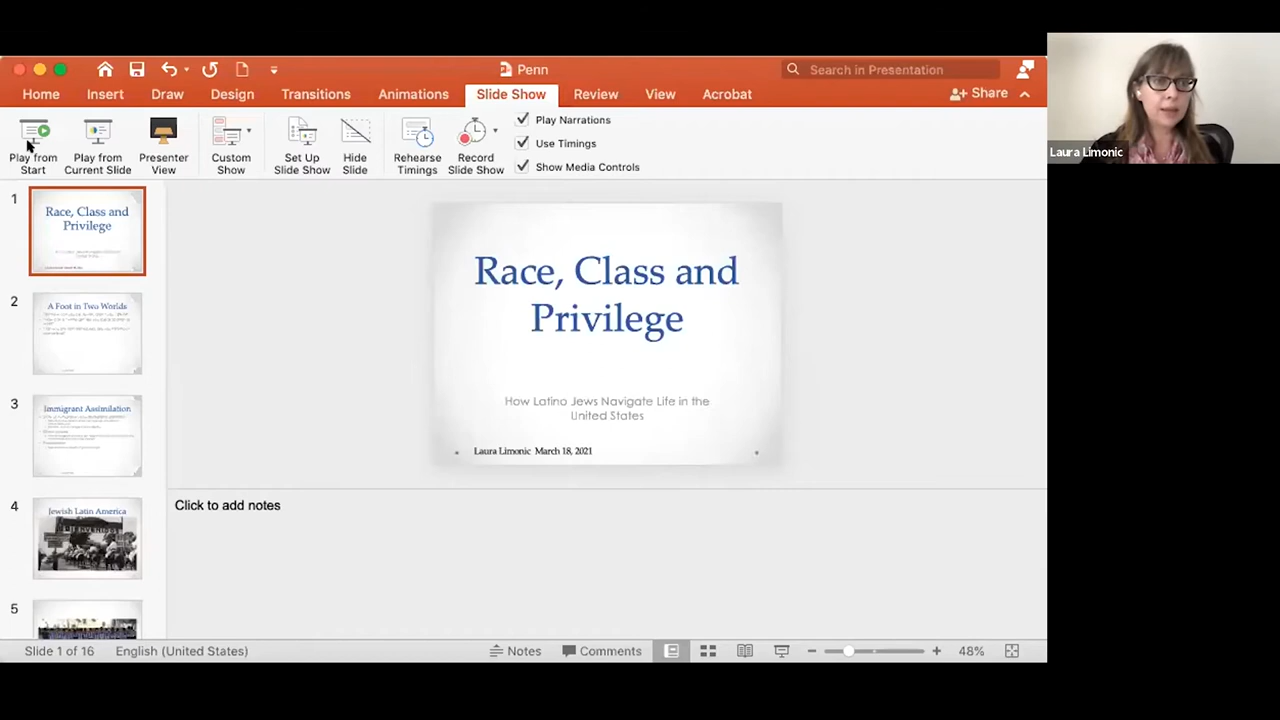 Penn
Search in Presentation
Home
Insert
Draw
Design
Transitions
Animations
Slide Show
Review
View
Acrobat
Share
Play from
Start
Play from
Current Slide
Presenter
View
Custom
Show
Set Up
Slide Show
Hide
Slide
Rehearse
Timings
Record
Slide Show
Play Narrations
Use Timings
Show Media Controls
Laura Limonic
1
Race, Class and
Privilege
2
A Foot in Two Worlds
3
Immigrant Assimilation
4
Jewish Latin America
BIENVENIDOS
5
Race, Class and
Privilege
How Latino Jews Navigate Life in the
United States
Laura Limonic March 18, 2021
Click to add notes
Slide 1 of 16
English (United States)
Notes
Comments
48%